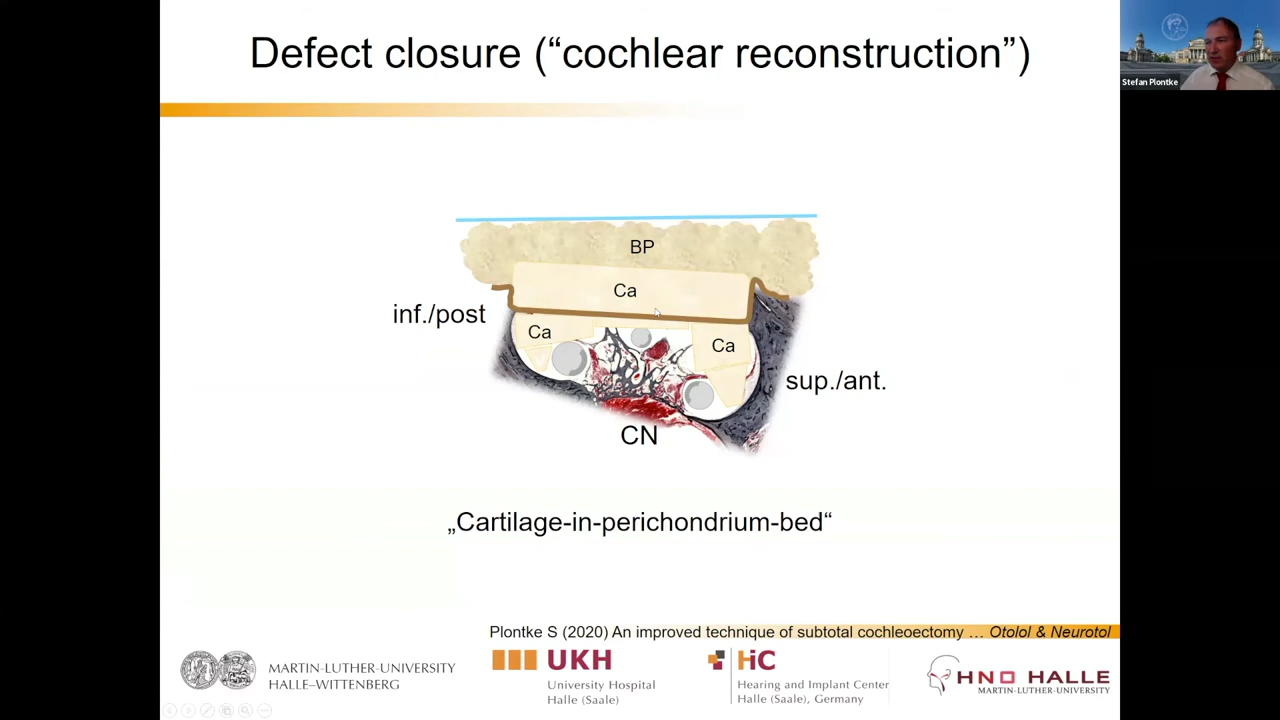 Defect closure (“cochlear reconstruction”)
Stefan Plontke
BP
Ca
inf./post
Ca
Ca
sup./ant.
CN
„Cartilage-in-perichondrium-bed“
Plontke S (2020) An improved technique of subtotal cochleoectomy … Otolol & Neurotol
MARTIN-LUTHER-UNIVERSITY
HALLE–WITTENBERG
UKH
University Hospital
Halle (Saale)
HiC
Hearing and Implant Center
Halle (Saale), Germany
HNO HALLE
MARTIN-LUTHER-UNIVERSITY